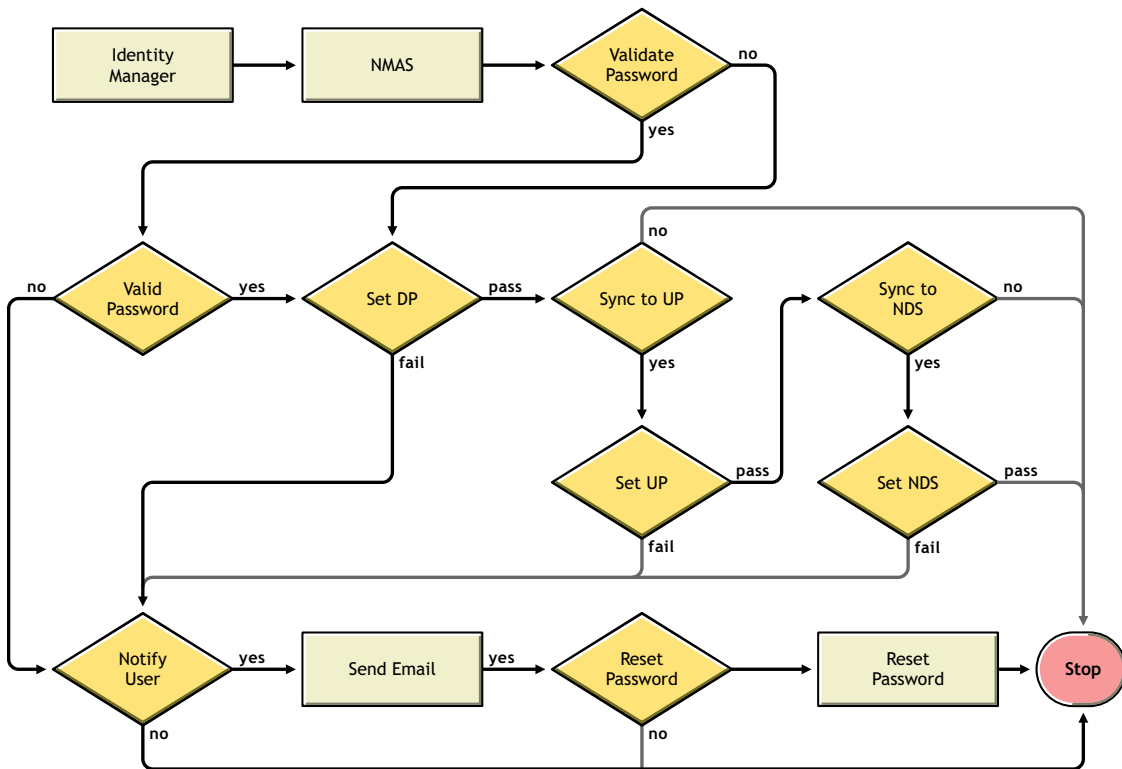 Identity
Manager
NMAS
Validate
Password
no
yes
no
Valid
Password
yes
Set DP
pass
fail
no
Sync to UP
yes
Sync to
NDS
no
yes
Set UP
pass
fail
Set NDS
pass
fail
Notify
User
yes
no
Send Email
yes
Reset
Password
no
Reset
Password
Stop